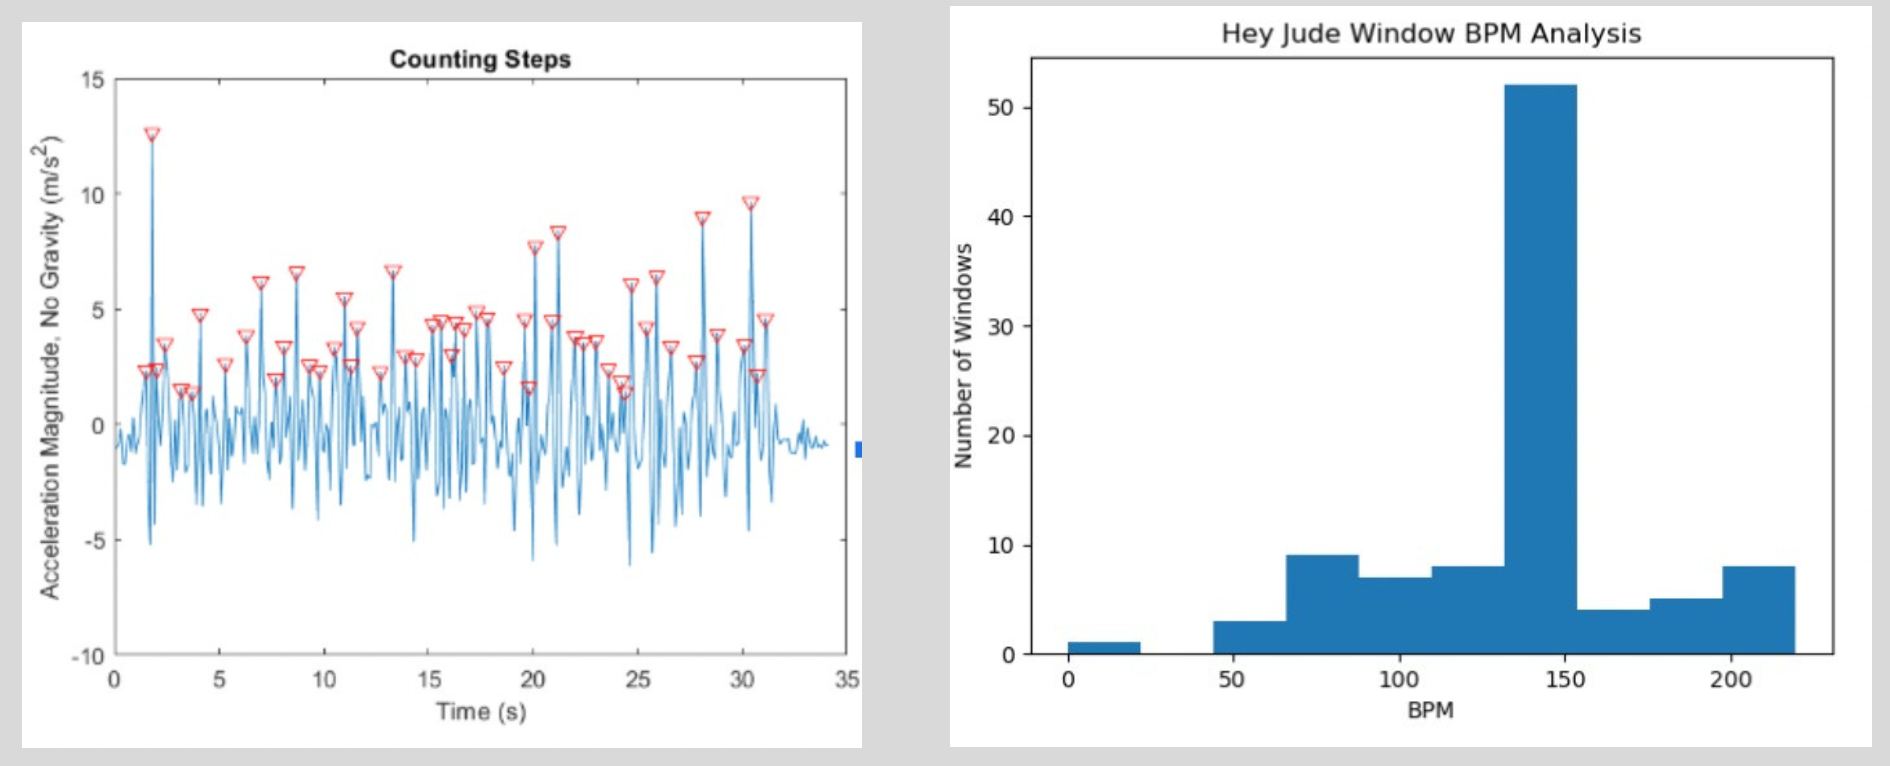 Counting Steps
Acceleration Magnitude, No Gravity (m/s²)
15
10
5
0
-5
-10
0 5 10 15 20 25 30 35
Time (s)
Hey Jude Window BPM Analysis
Number of Windows
50
40
30
20
10
0
0 50 100 150 200
BPM